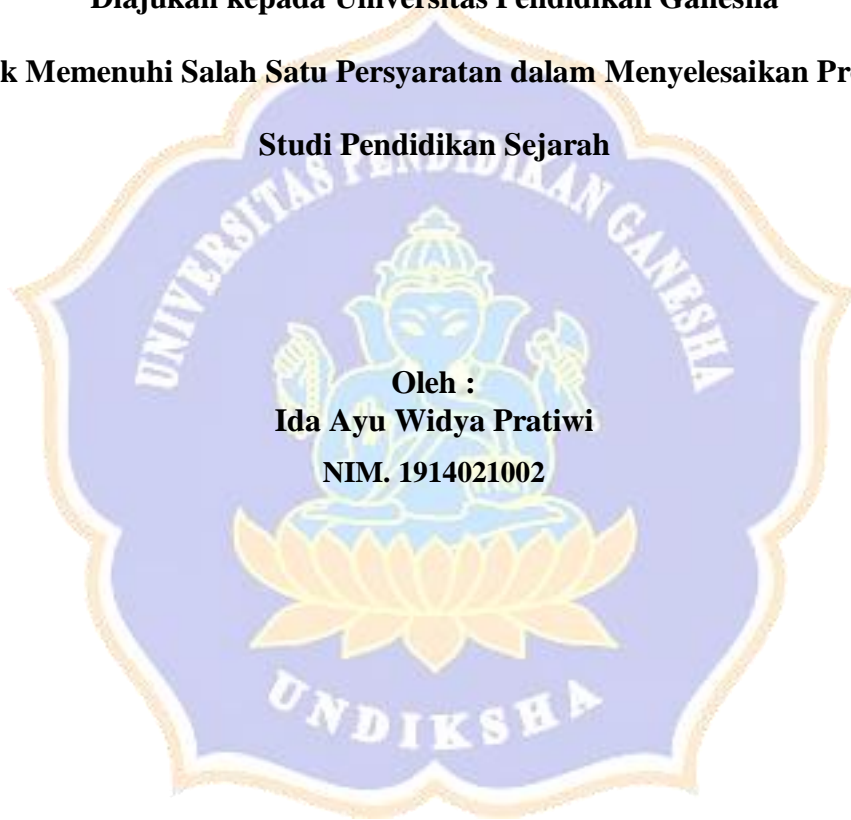 Diajukan kepada Universitas Pendidikan Ganesha
k Memenuhi Salah Satu Persyaratan dalam Menyelesaikan Pr
Studi Pendidikan Sejarah
UNIVERSITAS PENDIDIKAN GANESHA
Oleh :
Ida Ayu Widya Pratiwi
NIM. 1914021002
UNDIKSHA